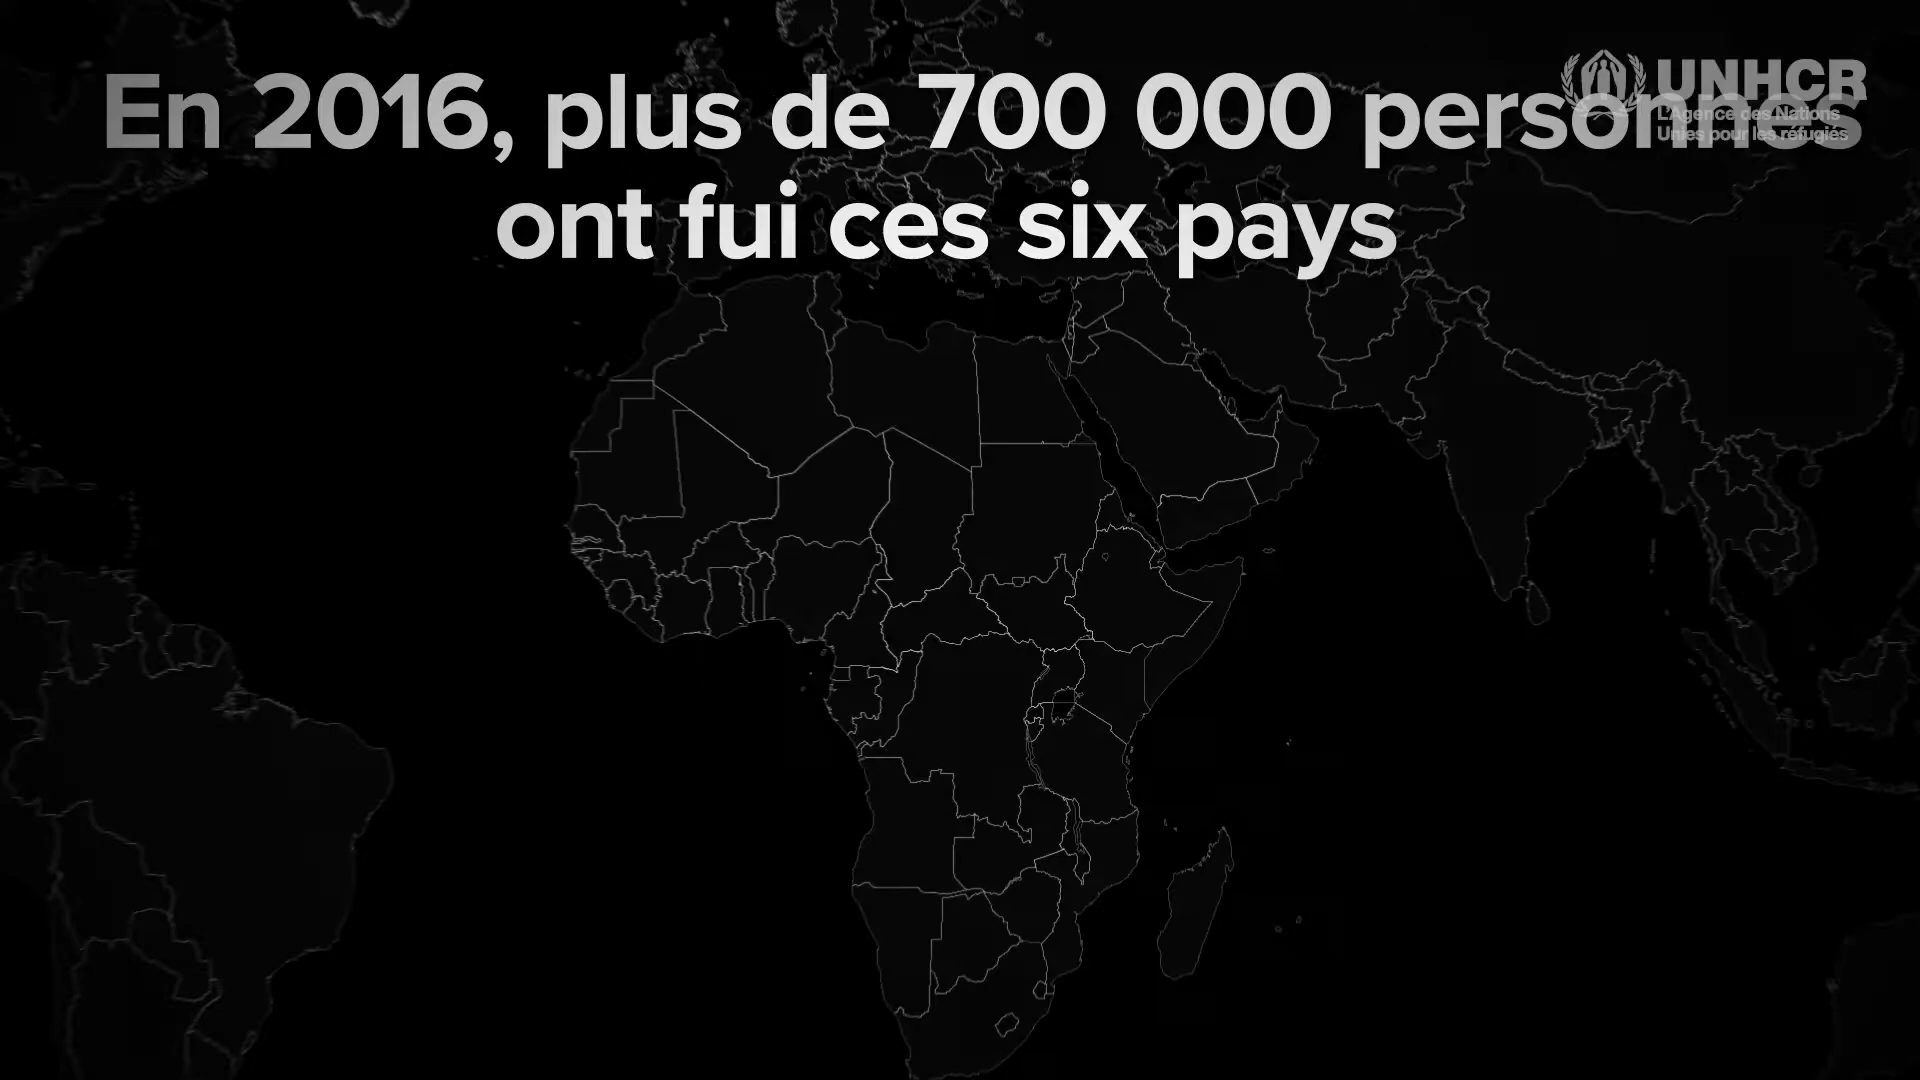 En 2016, plus de 700 000 personnes
ont fui ces six pays
UNHCR
L'Agence des Nations
Unies pour les réfugiés